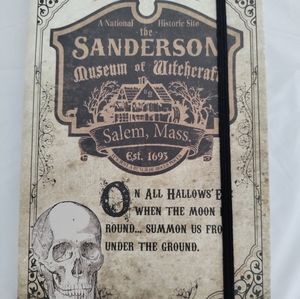 A National Historic Site
the
SANDERSON
Museum of Witchcraft
Salem, Mass.
Est. 1693
ON ALL HALLOWS'
WHEN THE MOON
ROUND... SUMMON US
UNDER THE GROUND.